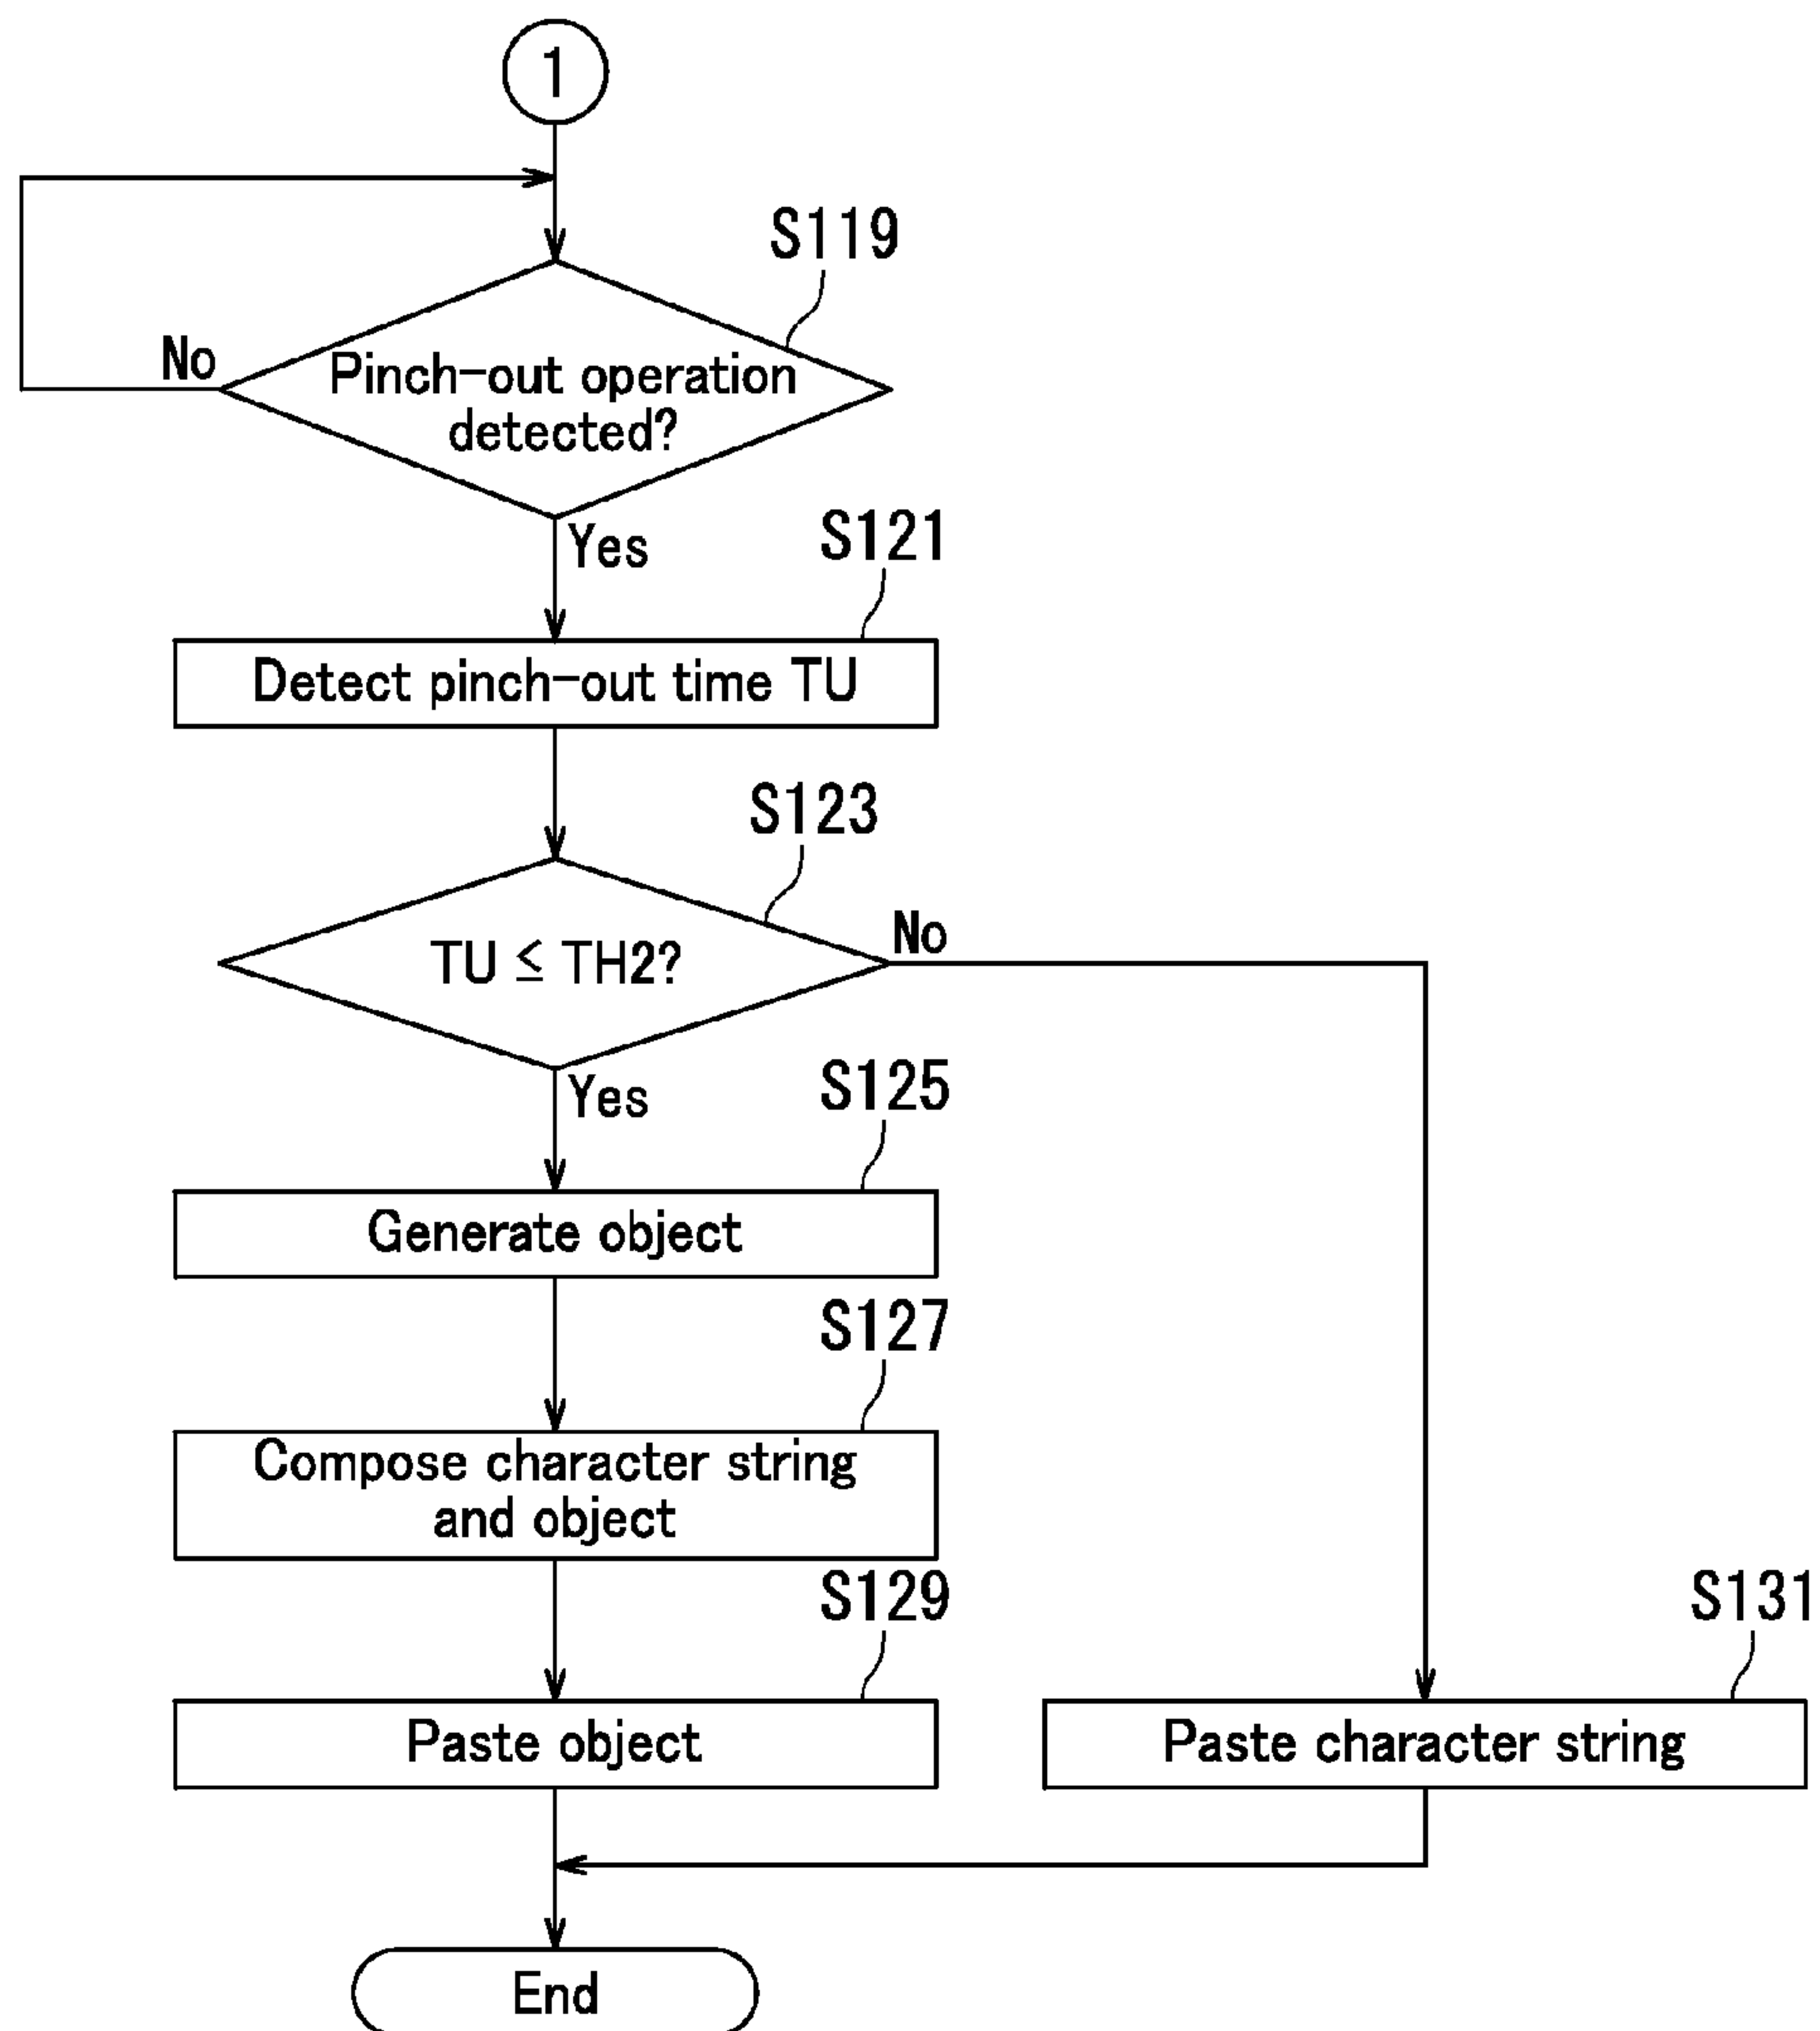 1
S119
No
Pinch-out operation
detected?
Yes
S121
Detect pinch-out time TU
S123
TU ≦ TH2?
No
Yes
S125
Generate object
S127
Compose character string
and object
S129
Paste object
S131
Paste character string
End